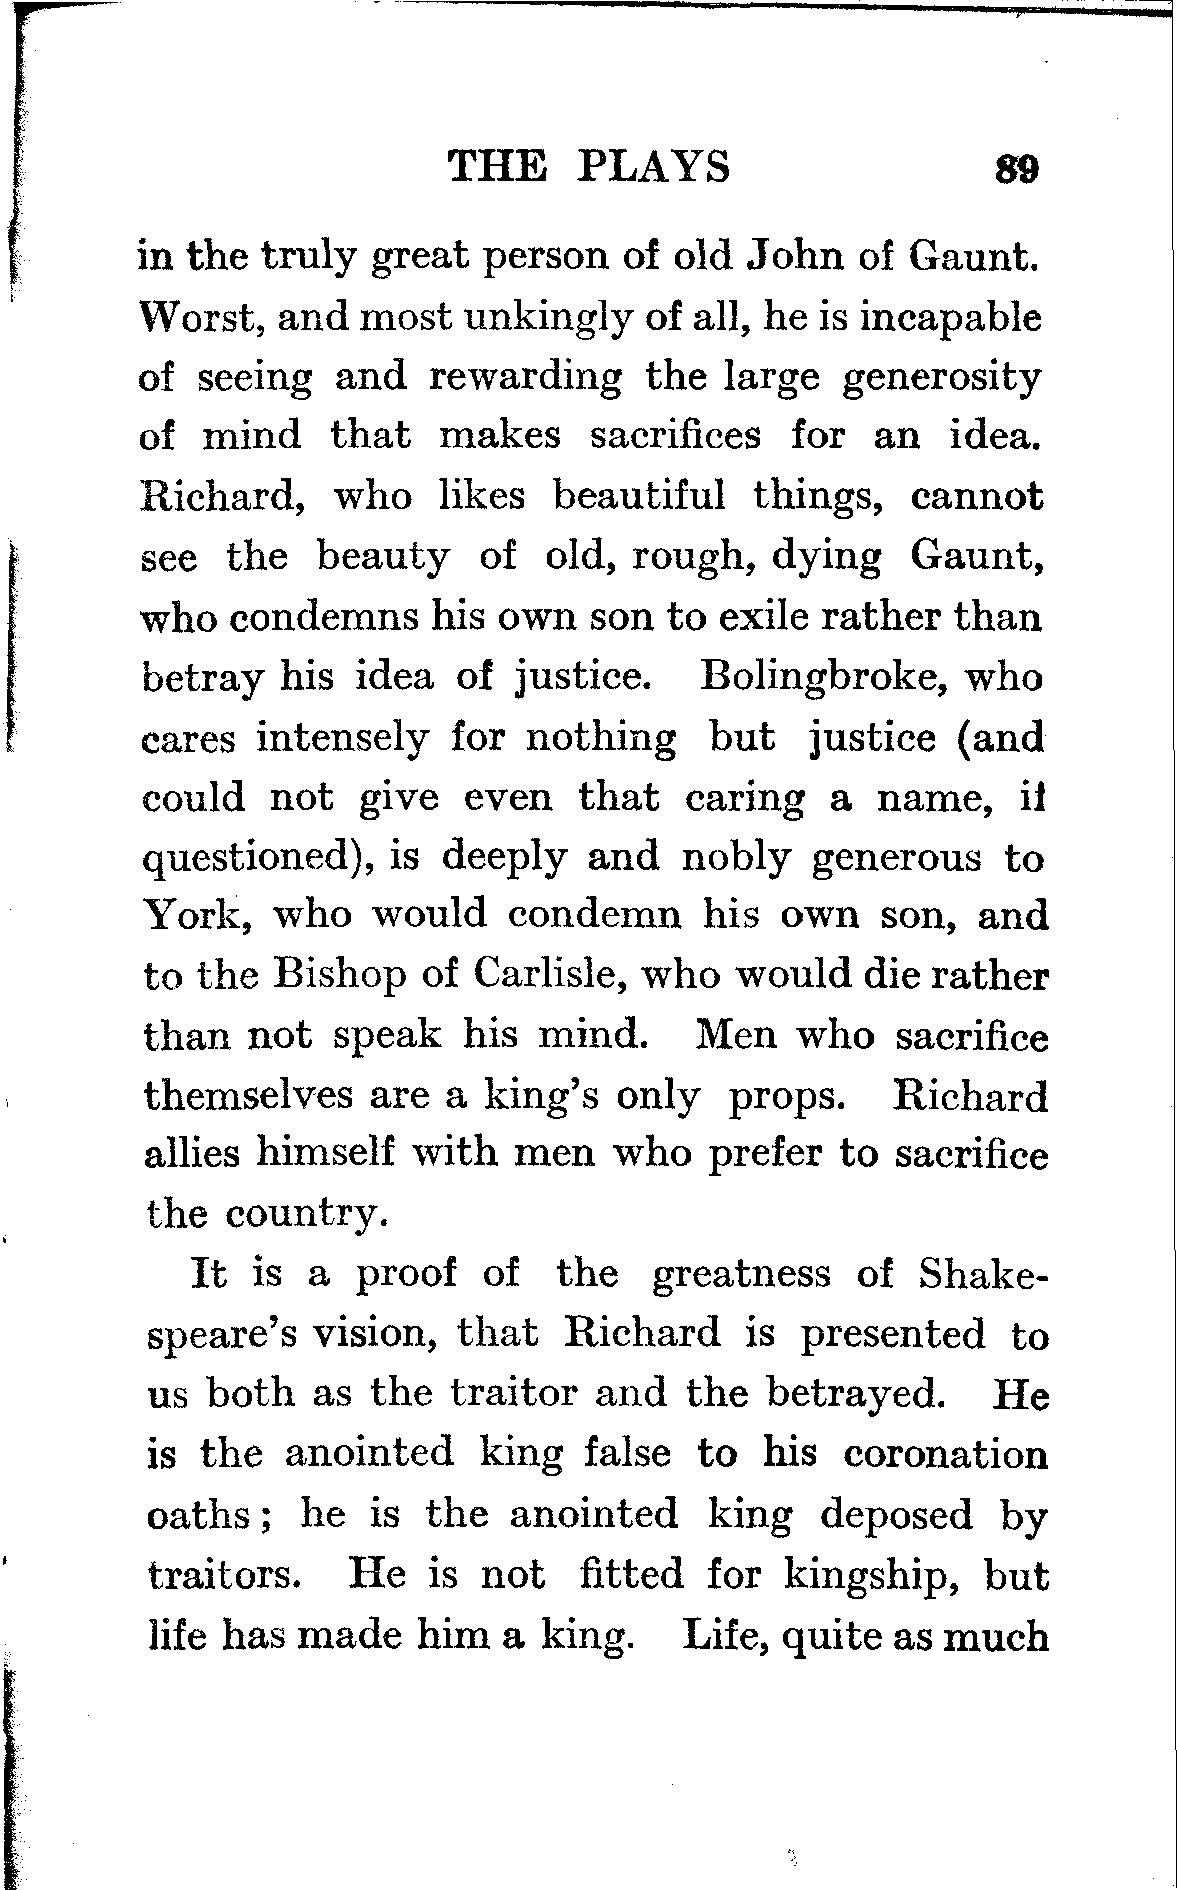 THE PLAYS 89
in the truly great person of old John of Gaunt.
Worst, and most unkingly of all, he is incapable
of seeing and rewarding the large generosity
of mind that makes sacrifices for an idea.
Richard, who likes beautiful things, cannot
see the beauty of old, rough, dying Gaunt,
who condemns his own son to exile rather than
betray his idea of justice. Bolingbroke, who
cares intensely for nothing but justice (and
could not give even that caring a name, if
questioned), is deeply and nobly generous to
York, who would condemn his own son, and
to the Bishop of Carlisle, who would die rather
than not speak his mind. Men who sacrifice
themselves are a king's only props. Richard
allies himself with men who prefer to sacrifice
the country.
It is a proof of the greatness of Shake-
speare's vision, that Richard is presented to
us both as the traitor and the betrayed. He
is the anointed king false to his coronation
oaths; he is the anointed king deposed by
traitors. He is not fitted for kingship, but
life has made him a king. Life, quite as much